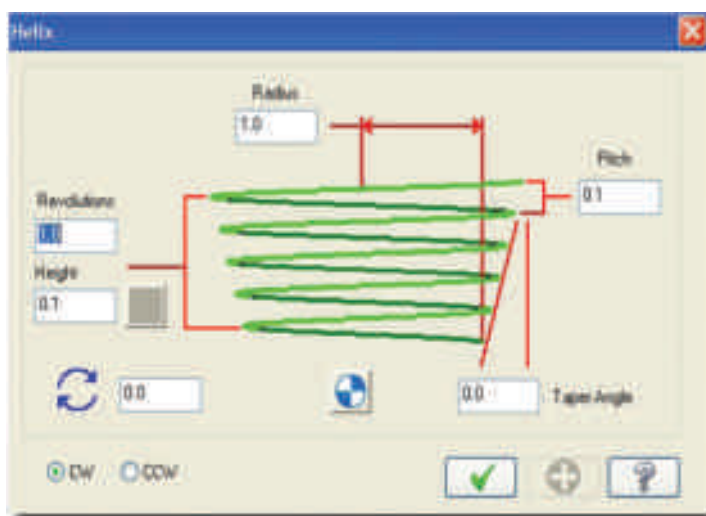 Helix
Radius
1.0
Pitch
0.1
Revolutions
Height
0.1
0.0
0.0 Taper Angle
CW CCW
?